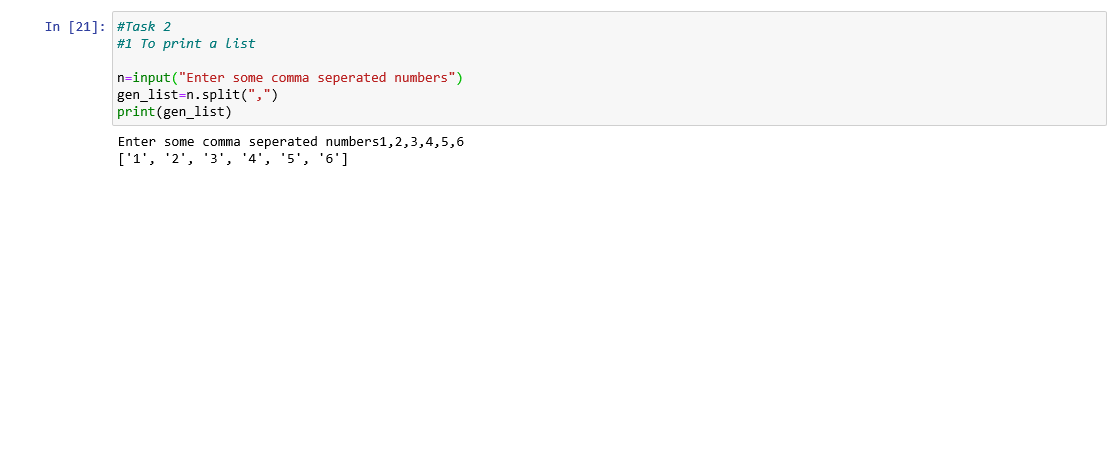 In [21]: #Task 2
#1 To print a list
n=input("Enter some comma seperated numbers")
gen_list=n.split(",")
print(gen_list)
Enter some comma seperated numbers1,2,3,4,5,6
['1', '2', '3', '4', '5', '6']